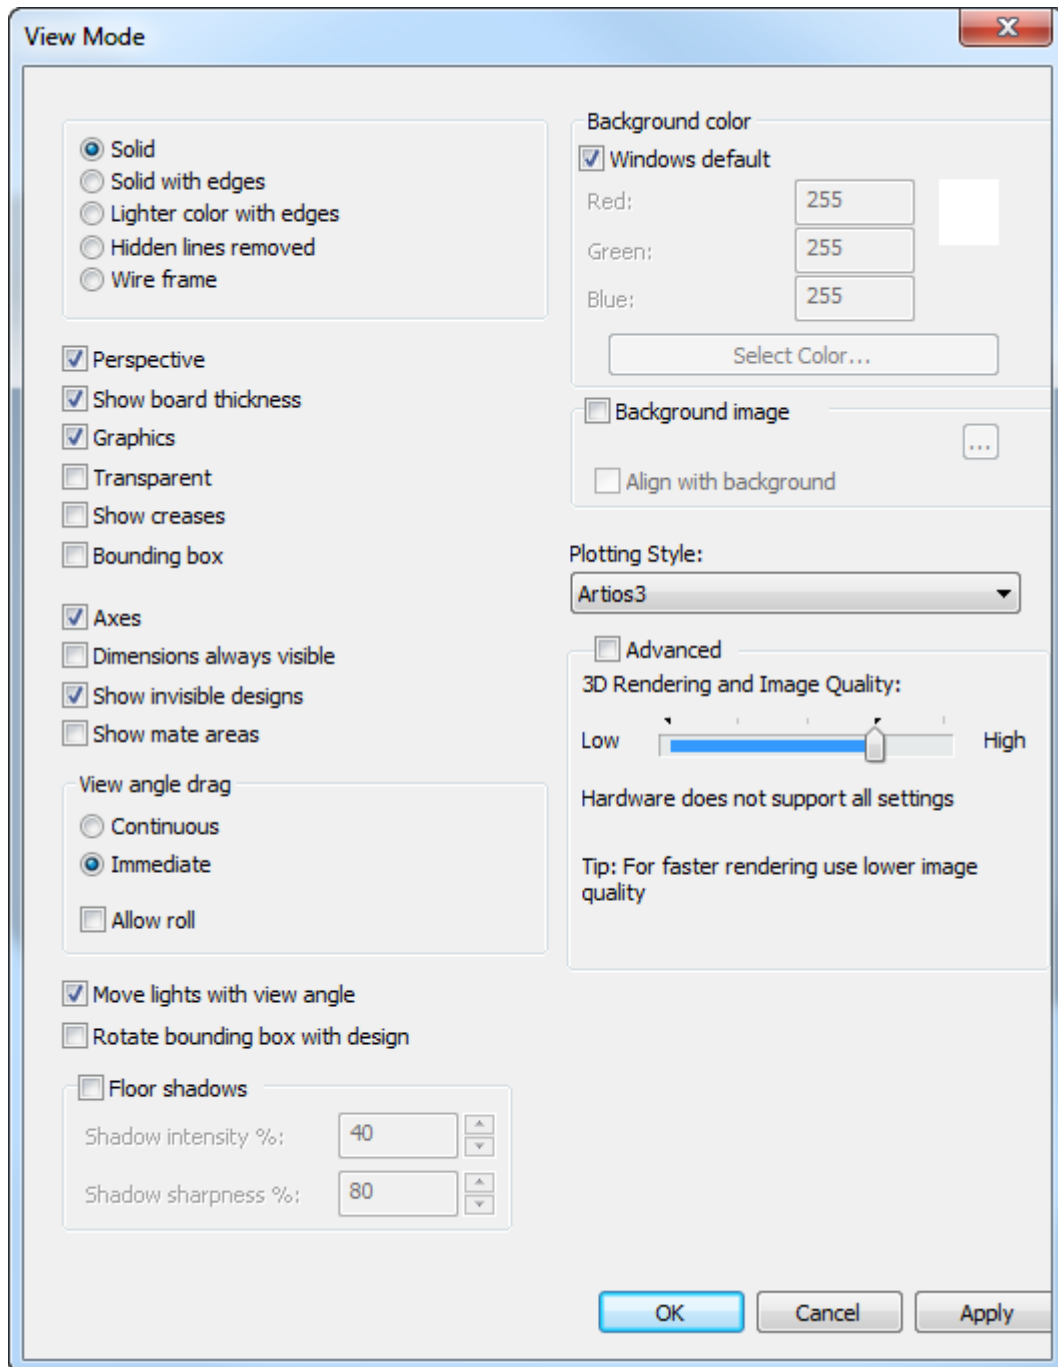 View Mode
Solid
Solid with edges
Lighter color with edges
Hidden lines removed
Wire frame
Perspective
Show board thickness
Graphics
Transparent
Show creases
Bounding box
Axes
Dimensions always visible
Show invisible designs
Show mate areas
View angle drag
Continuous
Immediate
Allow roll
Move lights with view angle
Rotate bounding box with design
Floor shadows
Shadow intensity %: 40
Shadow sharpness %: 80
Background color
Windows default
Red: 255
Green: 255
Blue: 255
Select Color...
Background image
...
Align with background
Plotting Style:
Artios3
Advanced
3D Rendering and Image Quality:
Low High
Hardware does not support all settings
Tip: For faster rendering use lower image
quality
OK Cancel Apply